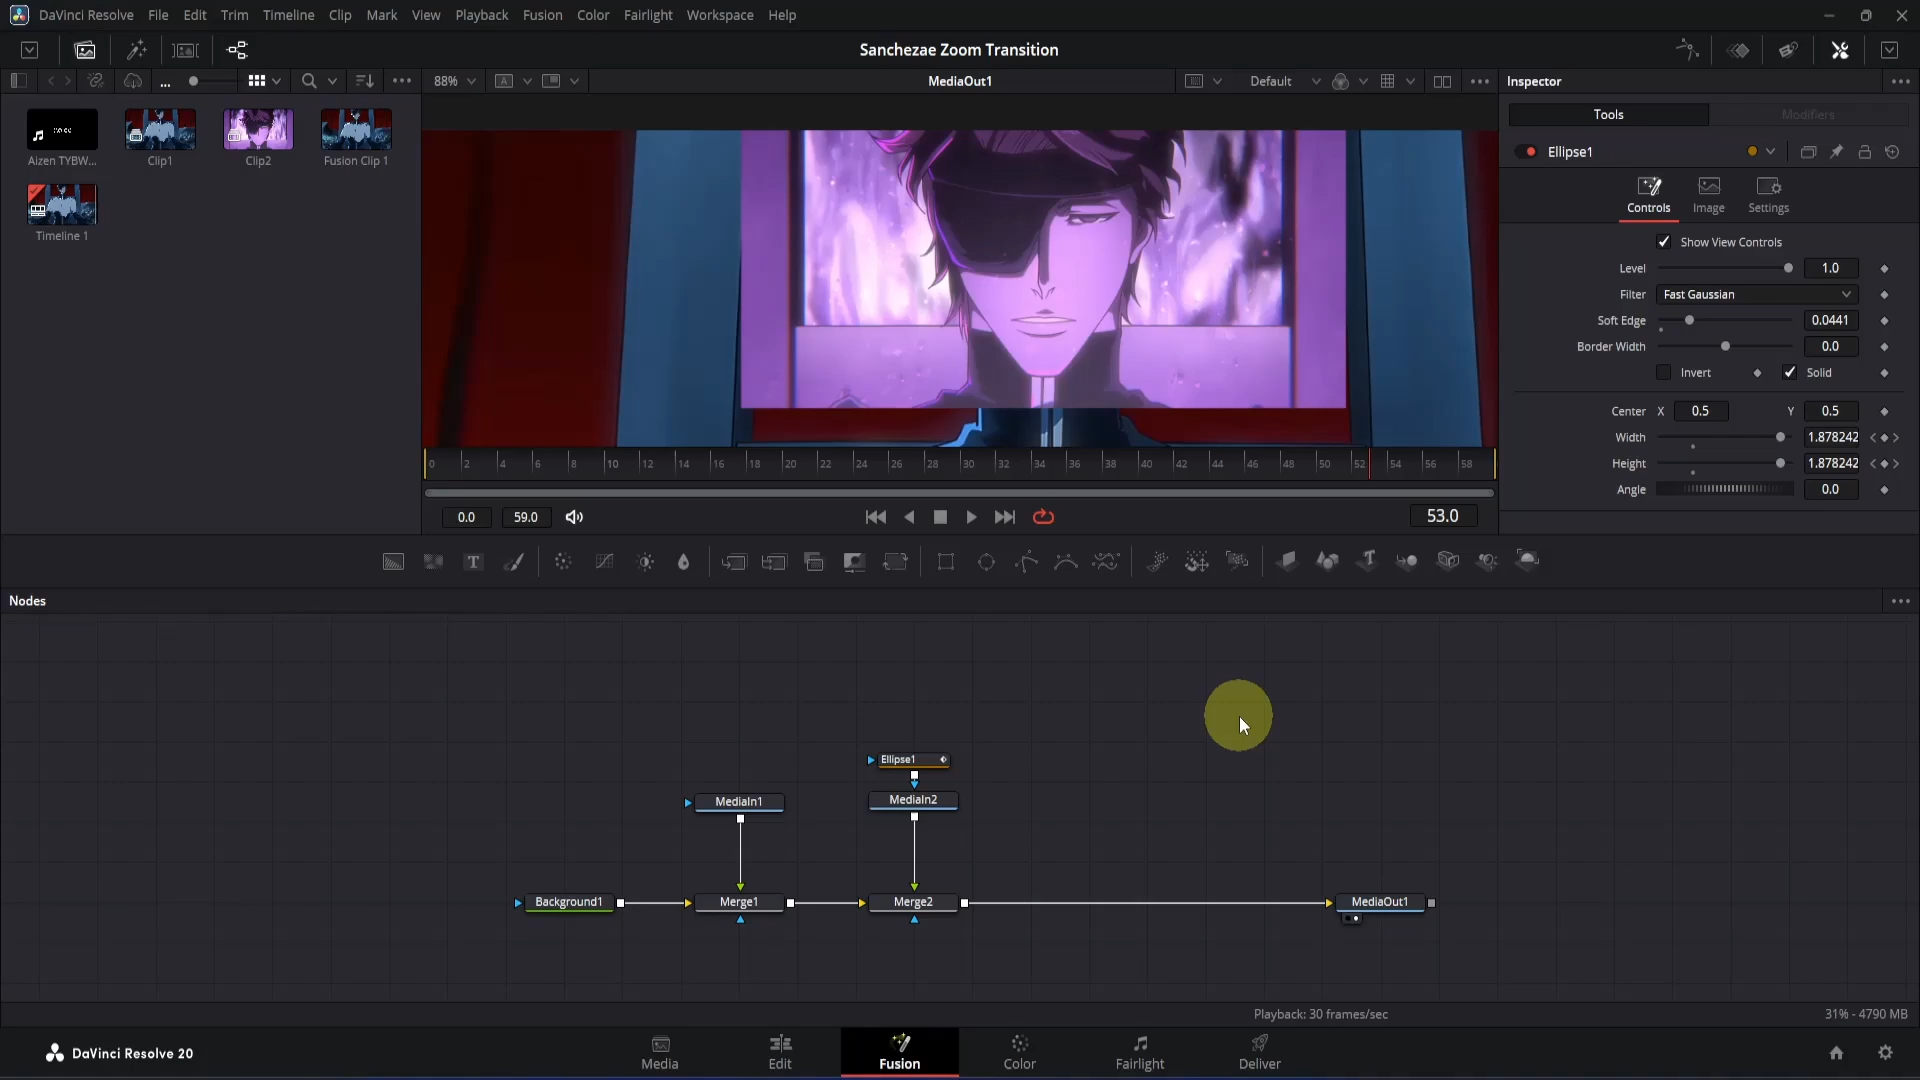 DaVinci Resolve File Edit Trim Timeline Clip Mark View Playback Fusion Color Fairlight Workspace Help
Sanchezae Zoom Transition
...
88%
A
MediaOut1
Default
Inspector
Tools
Modifiers
Aizen TYBW...
Clip1
Clip2
Fusion Clip 1
Timeline 1
Ellipse1
Controls
Image
Settings
Show View Controls
Level
1.0
Filter
Fast Gaussian
Soft Edge
0.0441
Border Width
0.0
Invert
Solid
Center X 0.5 Y 0.5
Width
1.878242
Height
1.878242
Angle
0.0
0 2 4 6 8 10 12 14 16 18 20 22 24 26 28 30 32 34 36 38 40 42 44 46 48 50 52 54 56 58
0.0
59.0
53.0
T
T
Nodes
Ellipse1
MediaIn1
MediaIn2
Background1
Merge1
Merge2
MediaOut1
Playback: 30 frames/sec
31% - 4790 MB
DaVinci Resolve 20
Media
Edit
Fusion
Color
Fairlight
Deliver